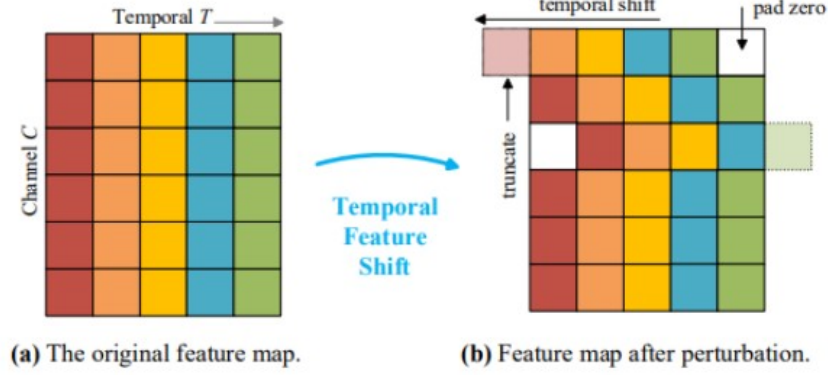 Temporal T
Channel C
(a) The original feature map.
Temporal
Feature
Shift
temporal shift
pad zero
truncate
(b) Feature map after perturbation.